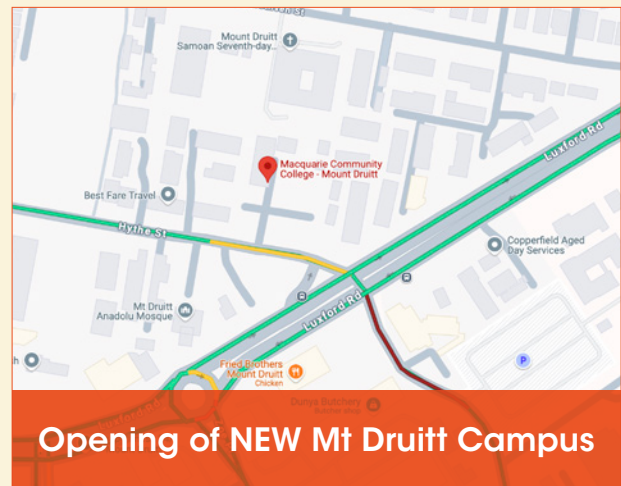 Mount Druitt
Samoan Seventh-day...
Macquarie Community
College - Mount Druitt
Luxford Rd
Best Fare Travel
Hythe St
Copperfield Aged
Day Services
Mt Druitt
Anadolu Mosque
Luxford Rd
P
Fried Brothers
Mount Druitt
Chicken
Dunya Butchery
Butcher shop
Luxford Rd
Opening of NEW Mt Druitt Campus